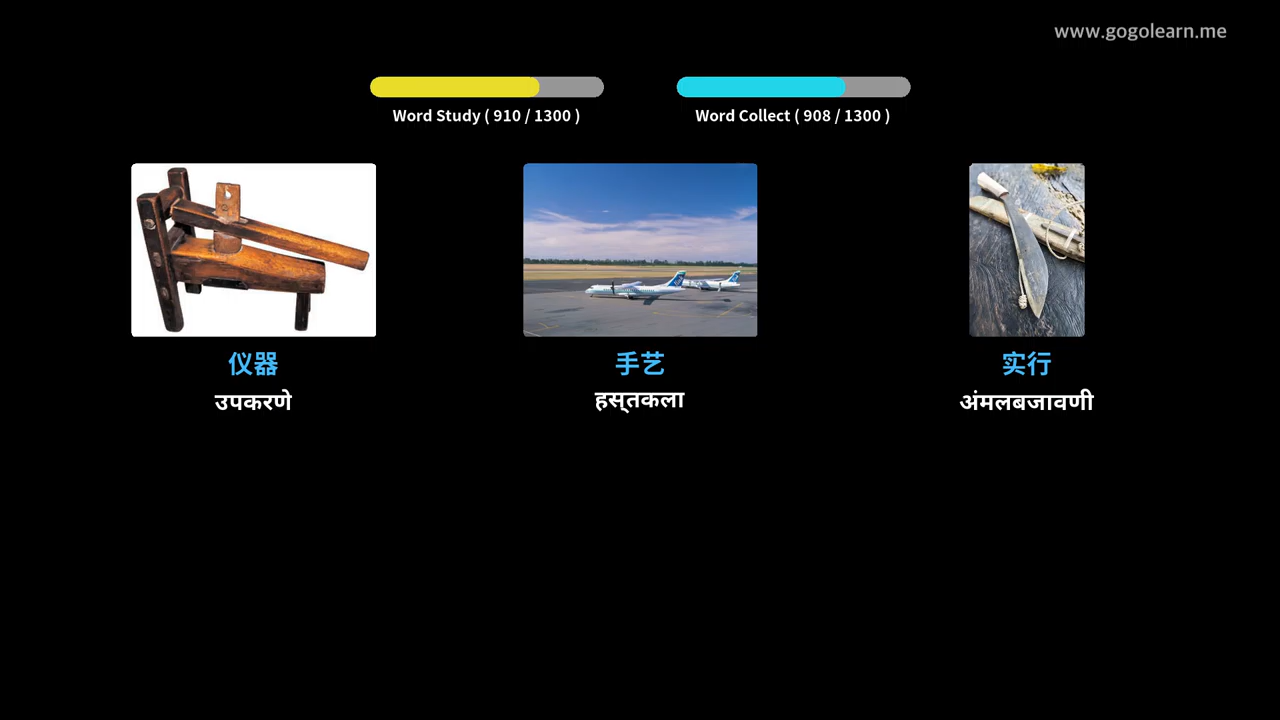 www.gogolearn.me
Word Study ( 910 / 1300 )
Word Collect ( 908 / 1300 )
仪器
手艺
实行
उपकरणे
हस्तकला
अंमलबजावणी